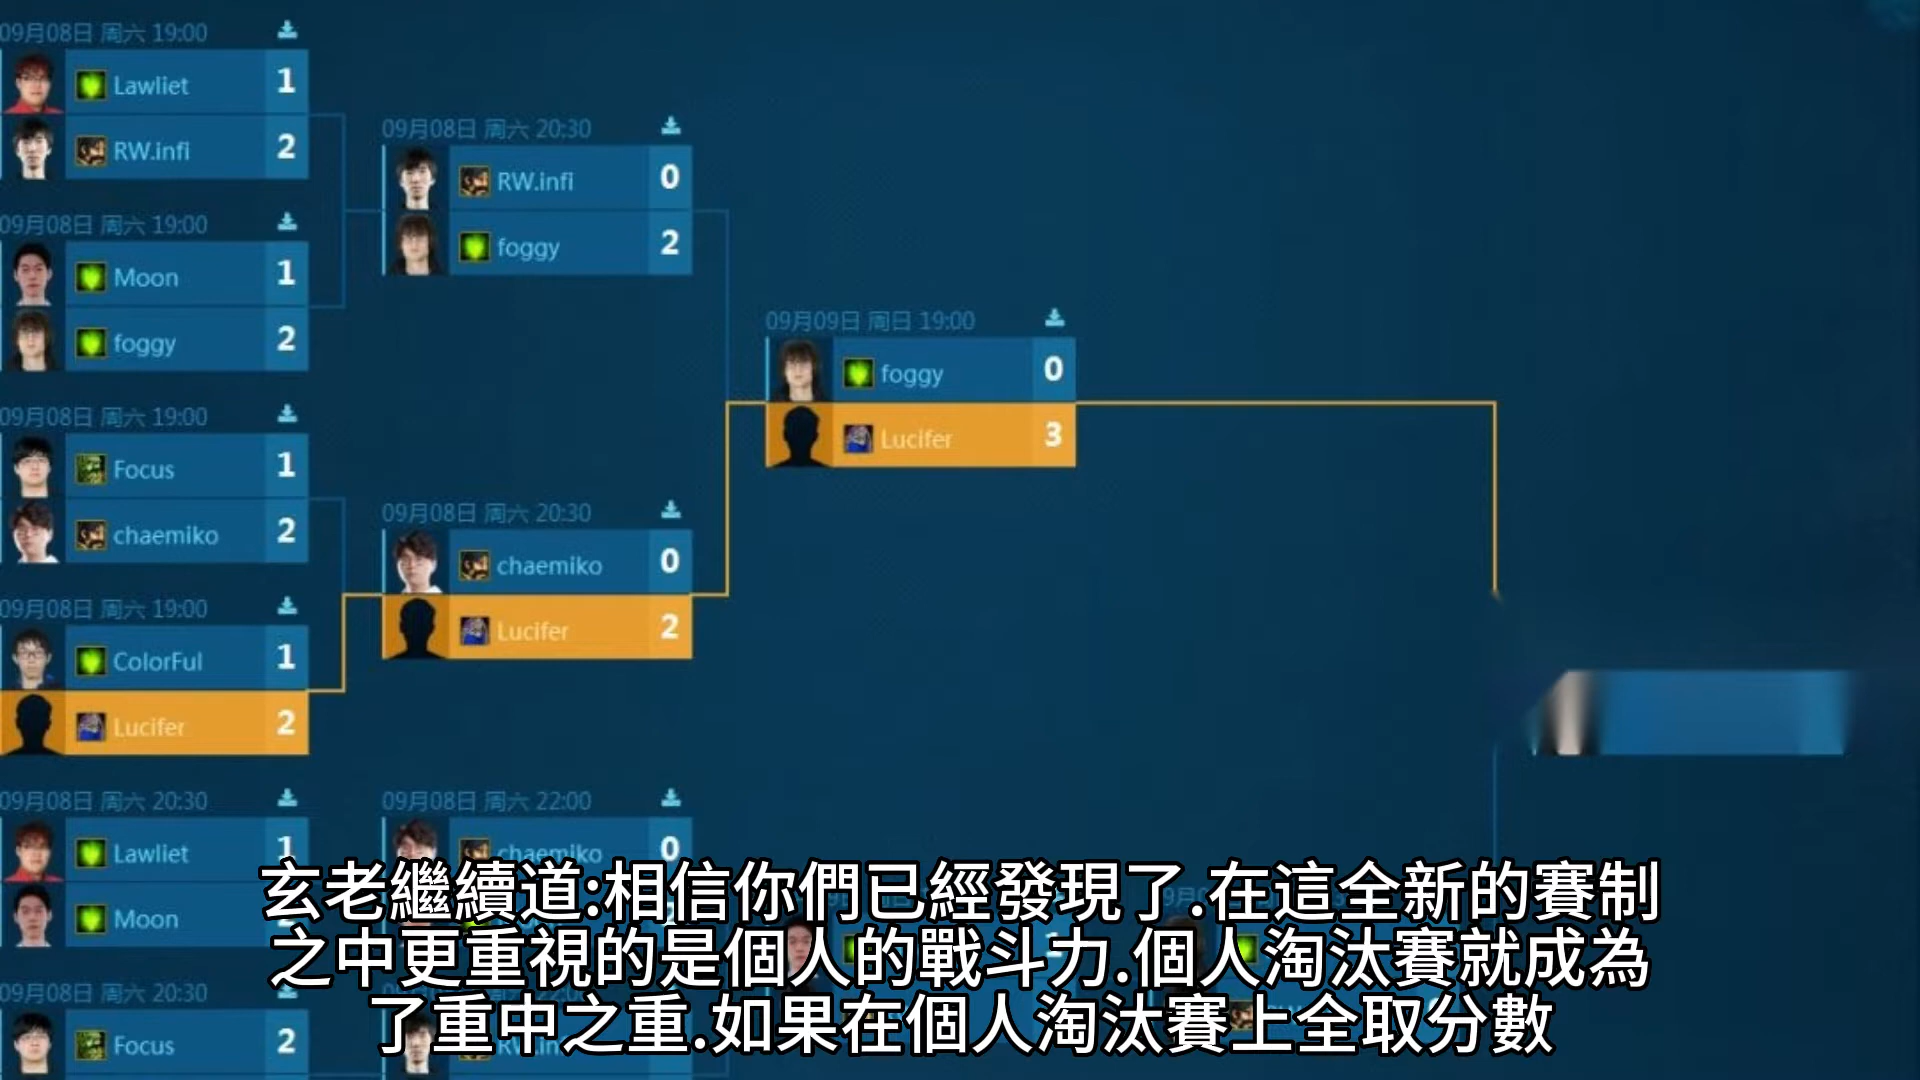 09月08日 周六 19:00
Lawliet 1
RW.infi 2
09月08日 周六 19:00
Moon 1
foggy 2
09月08日 周六 19:00
Focus 1
chaemiko 2
09月08日 周六 19:00
ColorFul 1
Lucifer 2
09月08日 周六 20:30
Lawliet 1
Moon
09月08日 周六 20:30
Focus 2
09月08日 周六 20:30
RW.infi 0
foggy 2
09月08日 周六 20:30
chaemiko 0
Lucifer 2
09月08日 周六 22:00
chaemiko 0
09月09日 周日 19:00
foggy 0
Lucifer 3
玄老繼續道:相信你們已經發現了.在這全新的賽制
之中更重視的是個人的戰斗力.個人淘汰賽就成為
了重中之重.如果在個人淘汰賽上全取分數